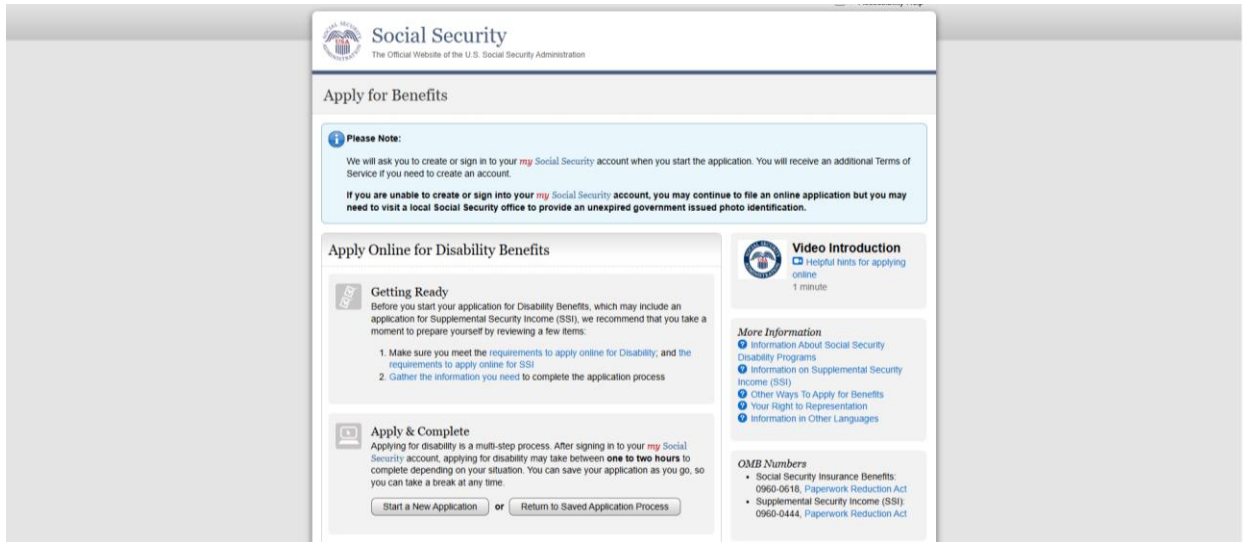 Social Security
The Official Website of the U.S. Social Security Administration
Apply for Benefits
Please Note:
We will ask you to create or sign in to your my Social Security account when you start the application. You will receive an additional Terms of
Service if you need to create an account.
If you are unable to create or sign into your my Social Security account, you may continue to file an online application but you may
need to visit a local Social Security office to provide an unexpired government issued photo identification.
Apply Online for Disability Benefits
Getting Ready
Before you start your application for Disability Benefits, which may include an
application for Supplemental Security Income (SSI), we recommend that you take a
moment to prepare yourself by reviewing a few items:
1. Make sure you meet the requirements to apply online for Disability; and the
requirements to apply online for SSI
2. Gather the information you need to complete the application process
Apply & Complete
Applying for disability is a multi-step process. After signing in to your my Social
Security account, applying for disability may take between one to two hours to
complete depending on your situation. You can save your application as you go, so
you can take a break at any time.
Start a New Application or Return to Saved Application Process
Video Introduction
Helpful hints for applying
online
1 minute
More Information
Information About Social Security
Disability Programs
Information on Supplemental Security
Income (SSI)
Other Ways To Apply for Benefits
Your Right to Representation
Information in Other Languages
OMB Numbers
• Social Security Insurance Benefits:
0960-0618, Paperwork Reduction Act
• Supplemental Security Income (SSI):
0960-0444, Paperwork Reduction Act